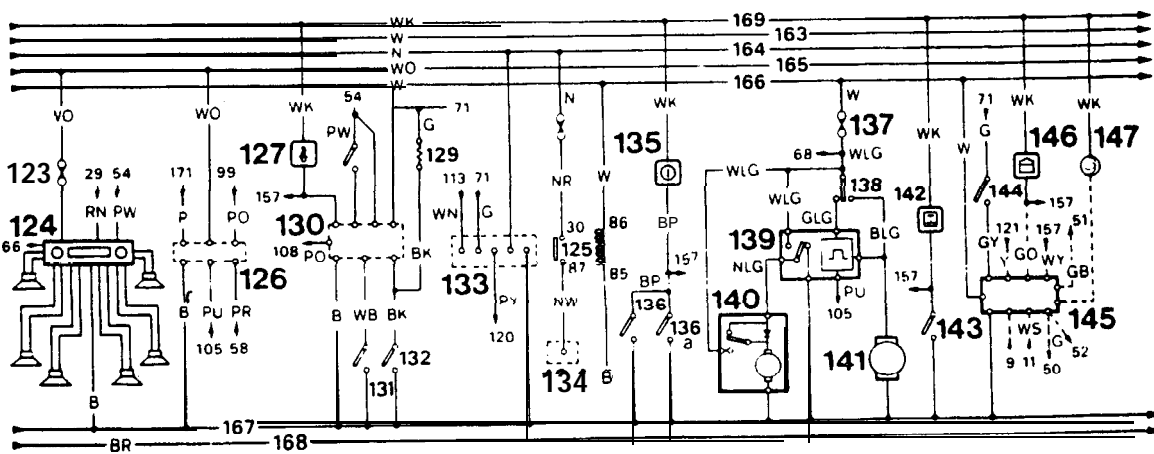 WK 169
W 163
N 164
WO 165
W 166
WO WO WK 54 71 N WK W 71 WK WK
PW G 137 G
123 127 129 W 135 68 WLG WK 146 147
29 54 171 99 113 71 NR WLG 138 142 W 144
RN PW P PO 157 WN G 86 BP WLG GLG 157 51
124 130 30 139 BLG GY 121 Y GO 157 WY GB
66 108 PO BK 125 157 NLG
126 133 87 85 BP 157
B PU PR B WB BK PY NW 136 136 a 140 PU 105 143 WS 145
105 58 132 120 134 B 141 9 11 50 G 52
B 131
167
BR 168